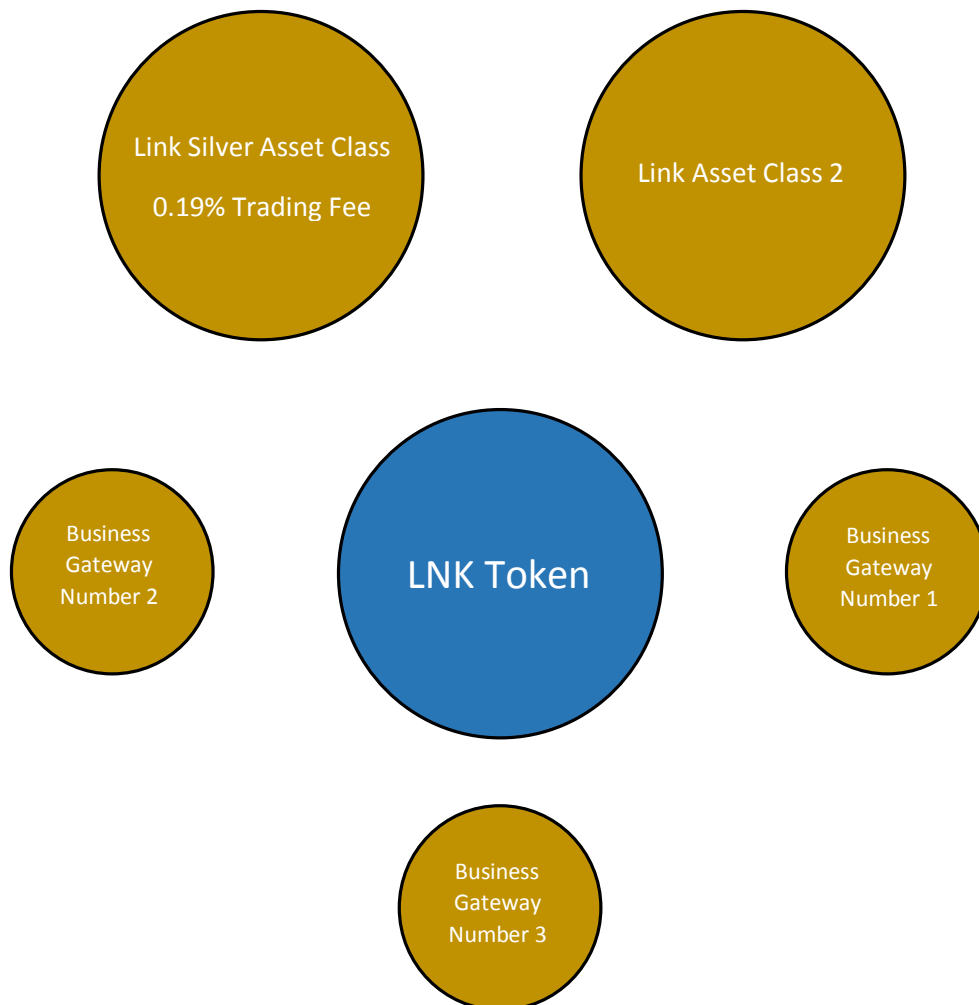 Link Silver Asset Class
0.19% Trading Fee
Link Asset Class 2
Business
Gateway
Number 2
LNK Token
Business
Gateway
Number 1
Business
Gateway
Number 3